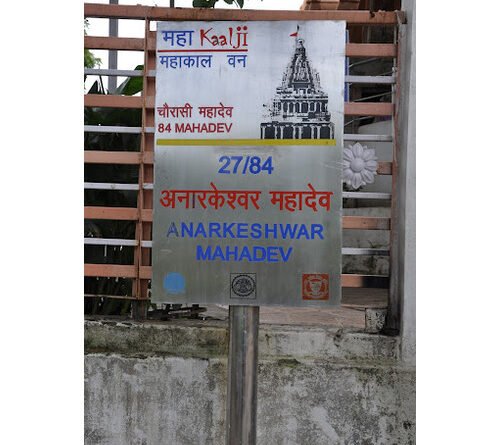 महा Kaalji
महाकाल वन
चौरासी महादेव
84 MAHADEV
27/84
अनारकेश्वर महादेव
ANARKESHWAR
MAHADEV